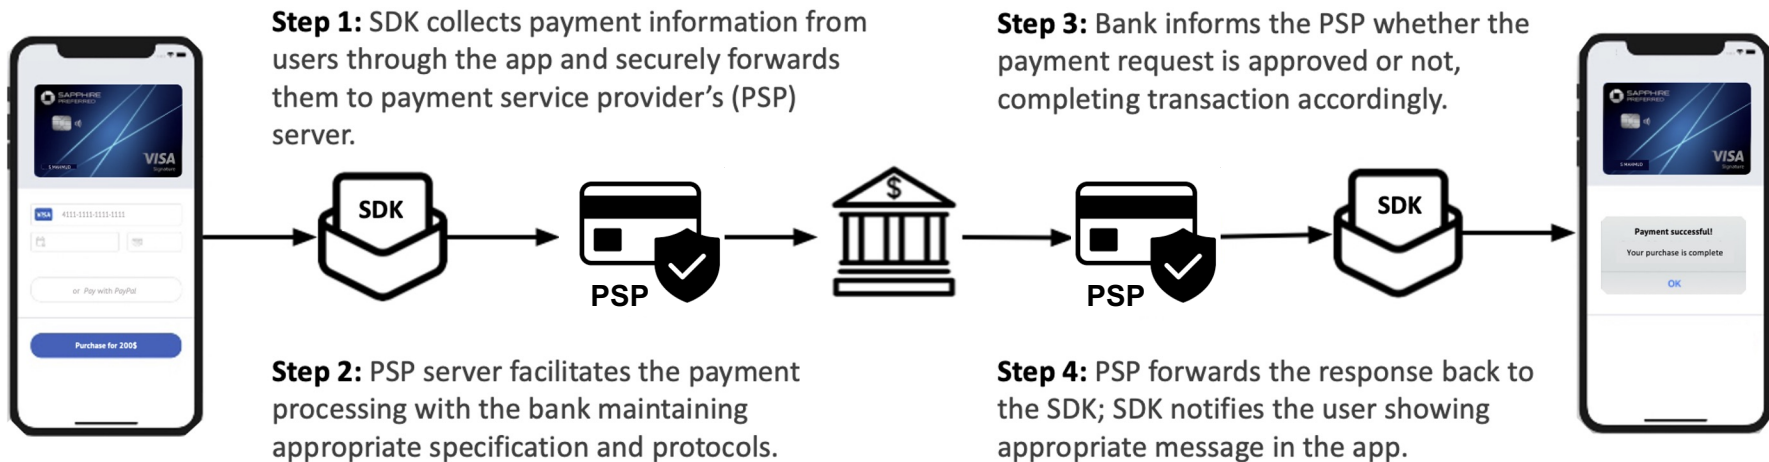 Step 1: SDK collects payment information from
users through the app and securely forwards
them to payment service provider's (PSP)
server.
Step 3: Bank informs the PSP whether the
payment request is approved or not,
completing transaction accordingly.
SAPPHIRE
PREFERRED
VISA
Signature
S MAHMUD
VISA 4111-1111-1111-1111
or Pay with PayPal
Purchase for 200$
SDK
PSP
$
PSP
SDK
SAPPHIRE
PREFERRED
VISA
Signature
S MAHMUD
Payment successful!
Your purchase is complete
OK
Step 2: PSP server facilitates the payment
processing with the bank maintaining
appropriate specification and protocols.
Step 4: PSP forwards the response back to
the SDK; SDK notifies the user showing
appropriate message in the app.